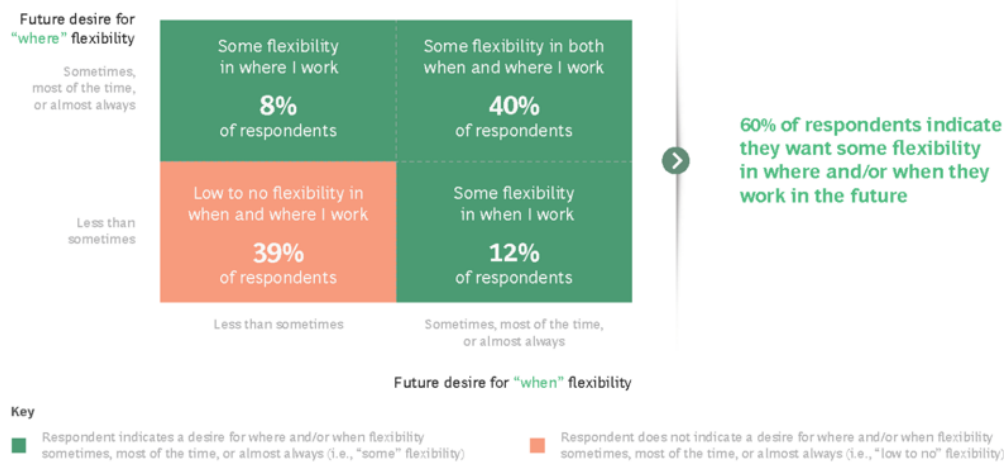 Future desire for
“where” flexibility
Sometimes,
most of the time,
or almost always
Some flexibility
in where I work
8%
of respondents
Some flexibility in both
when and where I work
40%
of respondents
60% of respondents indicate
they want some flexibility
in where and/or when they
work in the future
Less than
sometimes
Low to no flexibility in
when and where I work
39%
of respondents
Some flexibility
in when I work
12%
of respondents
Less than sometimes
Sometimes, most of the time,
or almost always
Future desire for “when” flexibility
Key
Respondent indicates a desire for where and/or when flexibility
sometimes, most of the time, or almost always (i.e., “some” flexibility)
Respondent does not indicate a desire for where and/or when flexibility
sometimes, most of the time, or almost always (i.e., “low to no” flexibility)